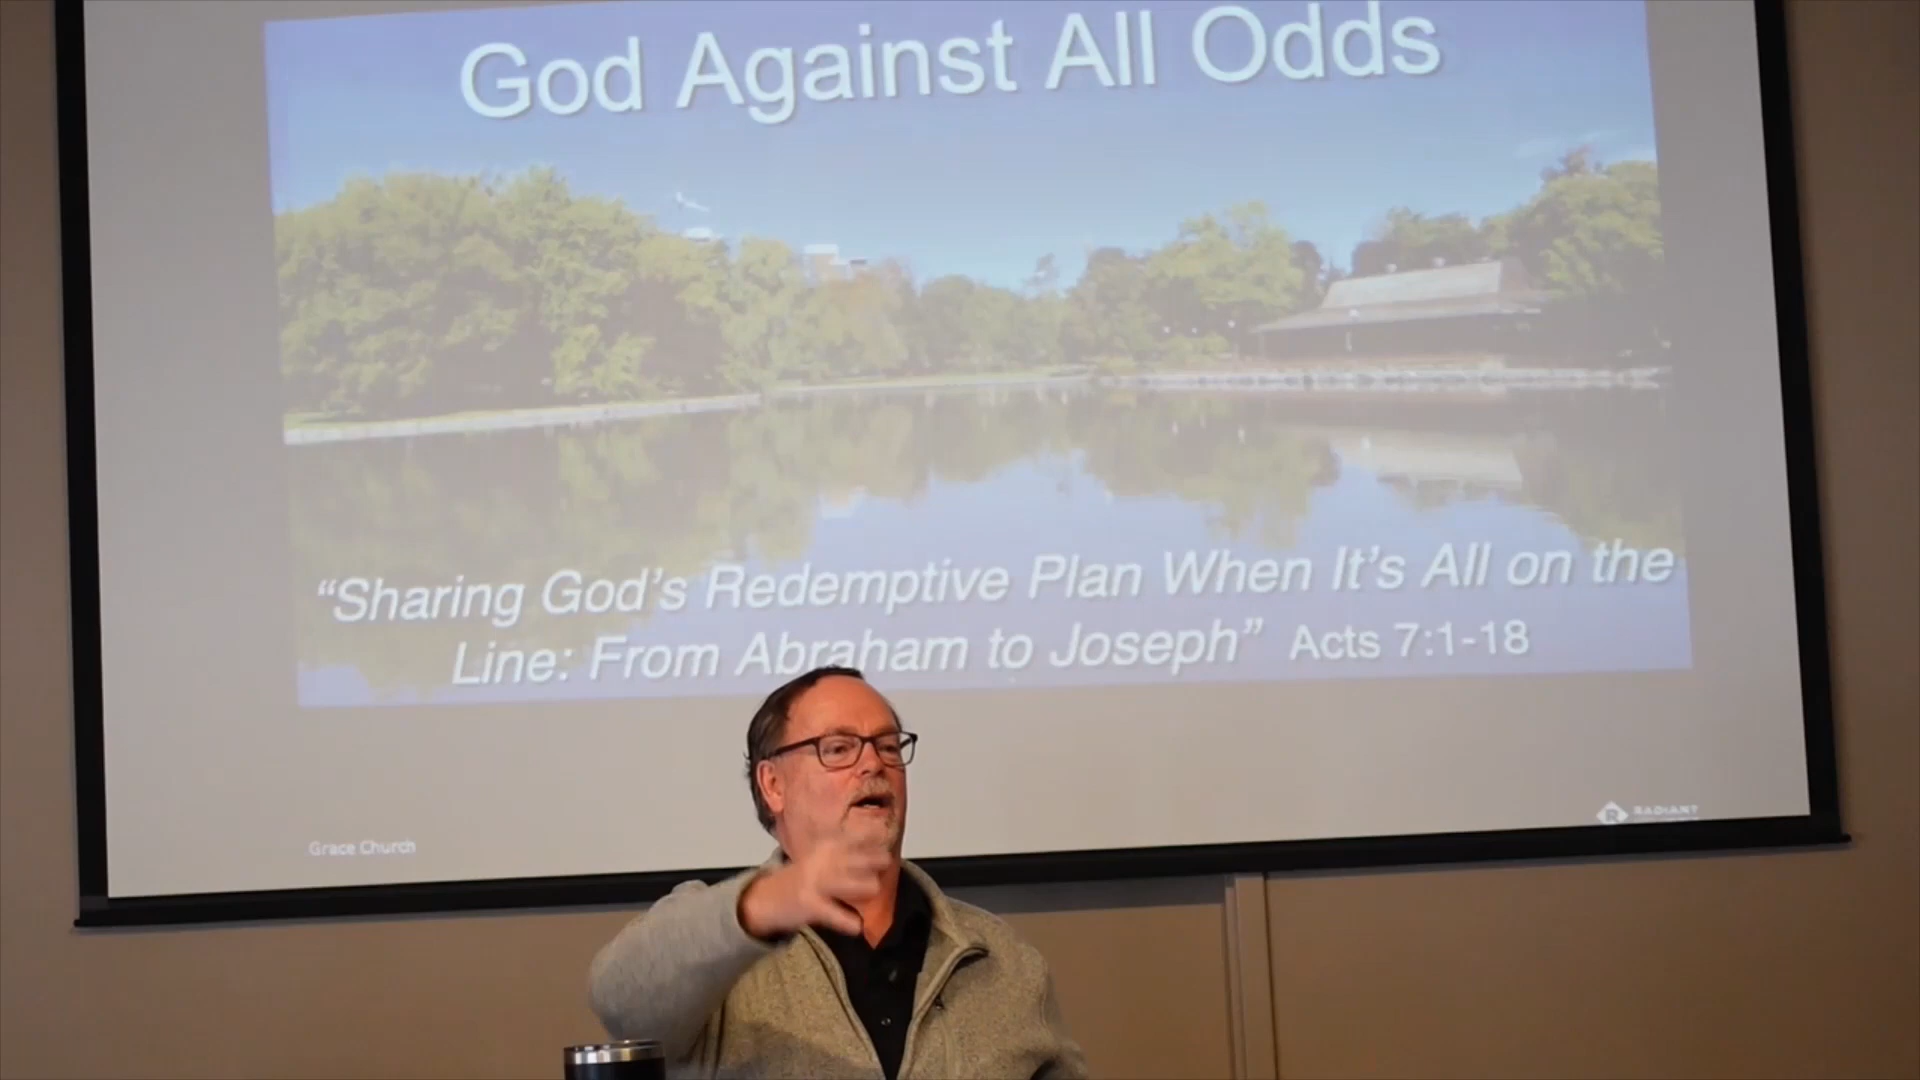 God Against All Odds
“Sharing God’s Redemptive Plan When It’s All on the
Line: From Abraham to Joseph” Acts 7:1-18
Grace Church
R RADIANT